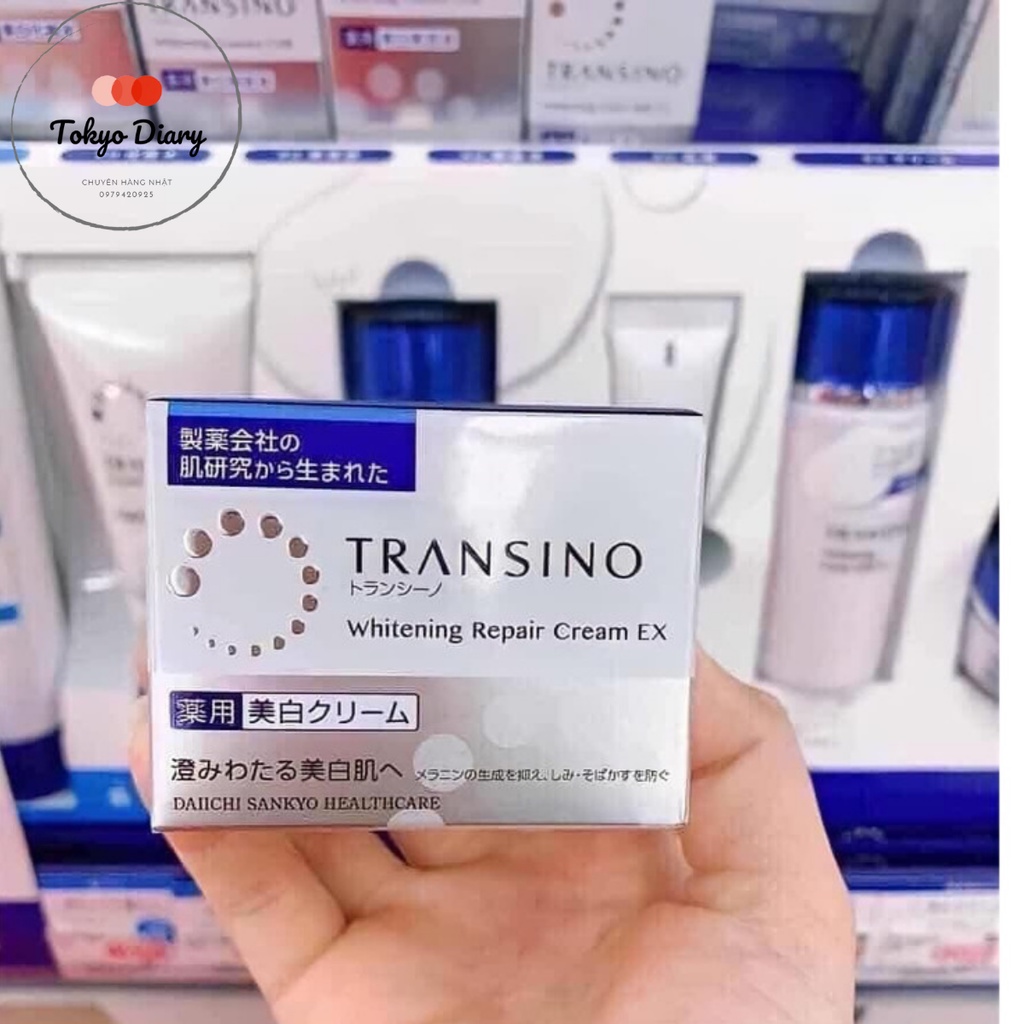 TRANSINO
TRANSINO
Tokyo Diary
CHUYÊN HÀNG NHẬT
0979420925
製薬会社の
肌研究から生まれた
TRANSINO
トランシーノ
Whitening Repair Cream EX
薬用 美白クリーム
澄みわたる美白肌へ メラニンの生成を抑え、しみ・そばかすを防ぐ
DAIICHI SANKYO HEALTHCARE